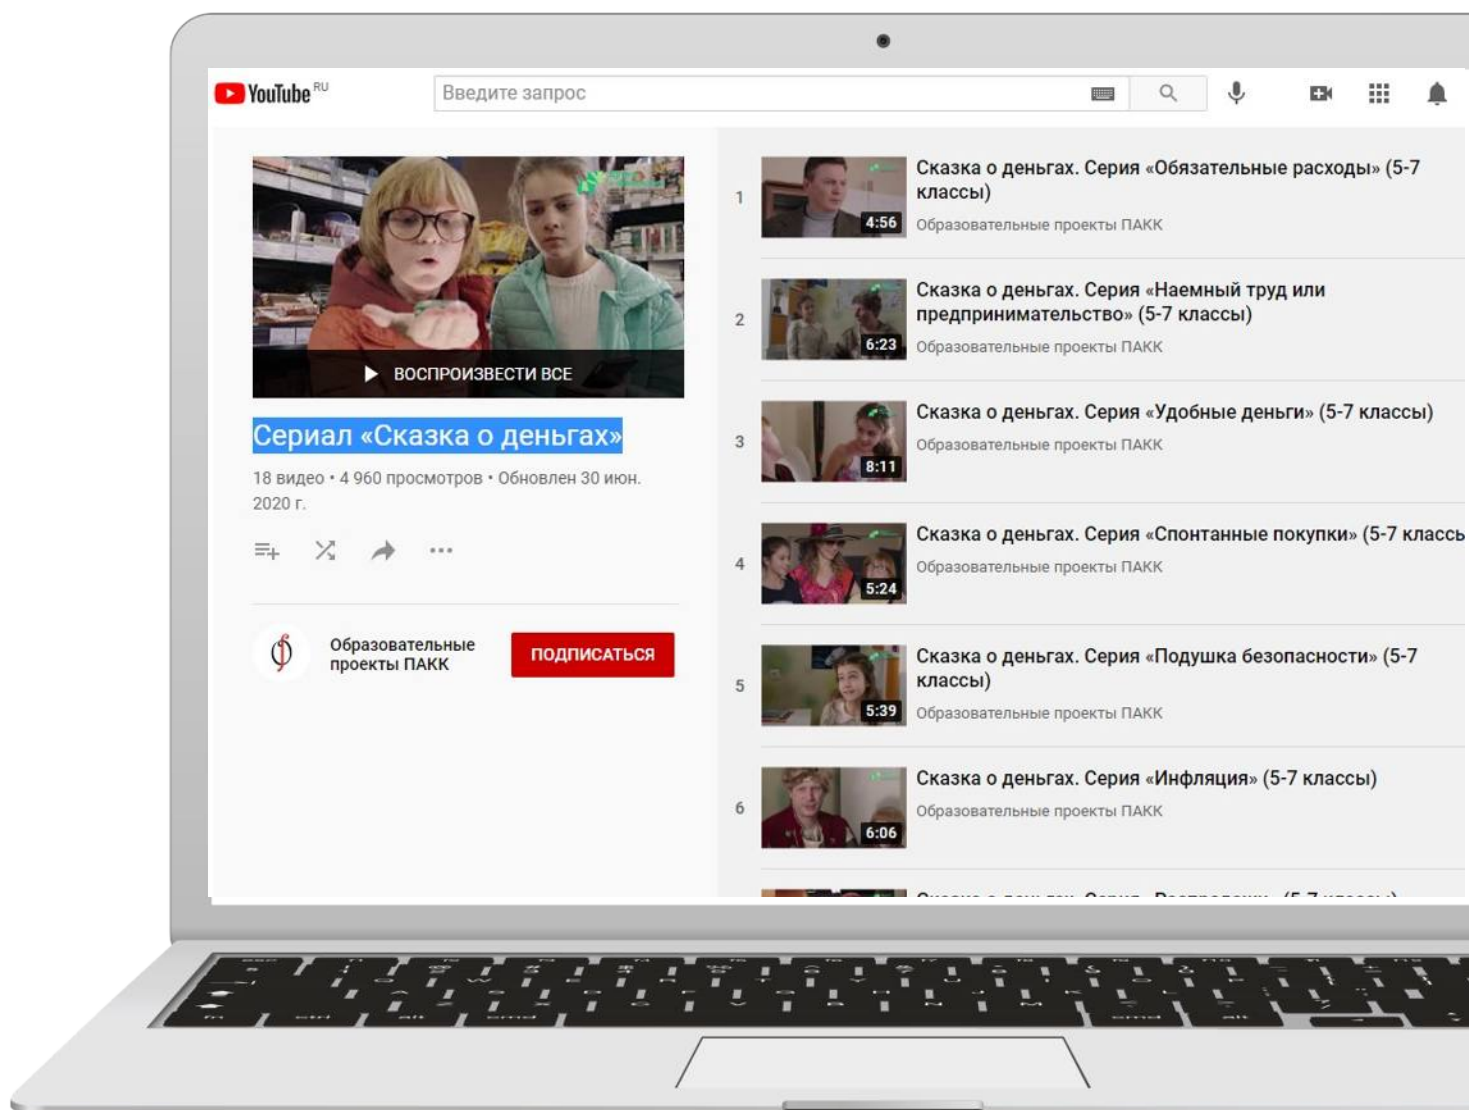 YouTube RU
Введите запрос
ВОСПРОИЗВЕСТИ ВСЕ
Сериал «Сказка о деньгах»
18 видео • 4 960 просмотров • Обновлен 30 июн.
2020 г.
Образовательные
проекты ПАКК
ПОДПИСАТЬСЯ
1
4:56
Сказка о деньгах. Серия «Обязательные расходы» (5-7
классы)
Образовательные проекты ПАКК
2
6:23
Сказка о деньгах. Серия «Наемный труд или
предпринимательство» (5-7 классы)
Образовательные проекты ПАКК
3
8:11
Сказка о деньгах. Серия «Удобные деньги» (5-7 классы)
Образовательные проекты ПАКК
4
5:24
Сказка о деньгах. Серия «Спонтанные покупки» (5-7 классы
Образовательные проекты ПАКК
5
5:39
Сказка о деньгах. Серия «Подушка безопасности» (5-7
классы)
Образовательные проекты ПАКК
6
6:06
Сказка о деньгах. Серия «Инфляция» (5-7 классы)
Образовательные проекты ПАКК